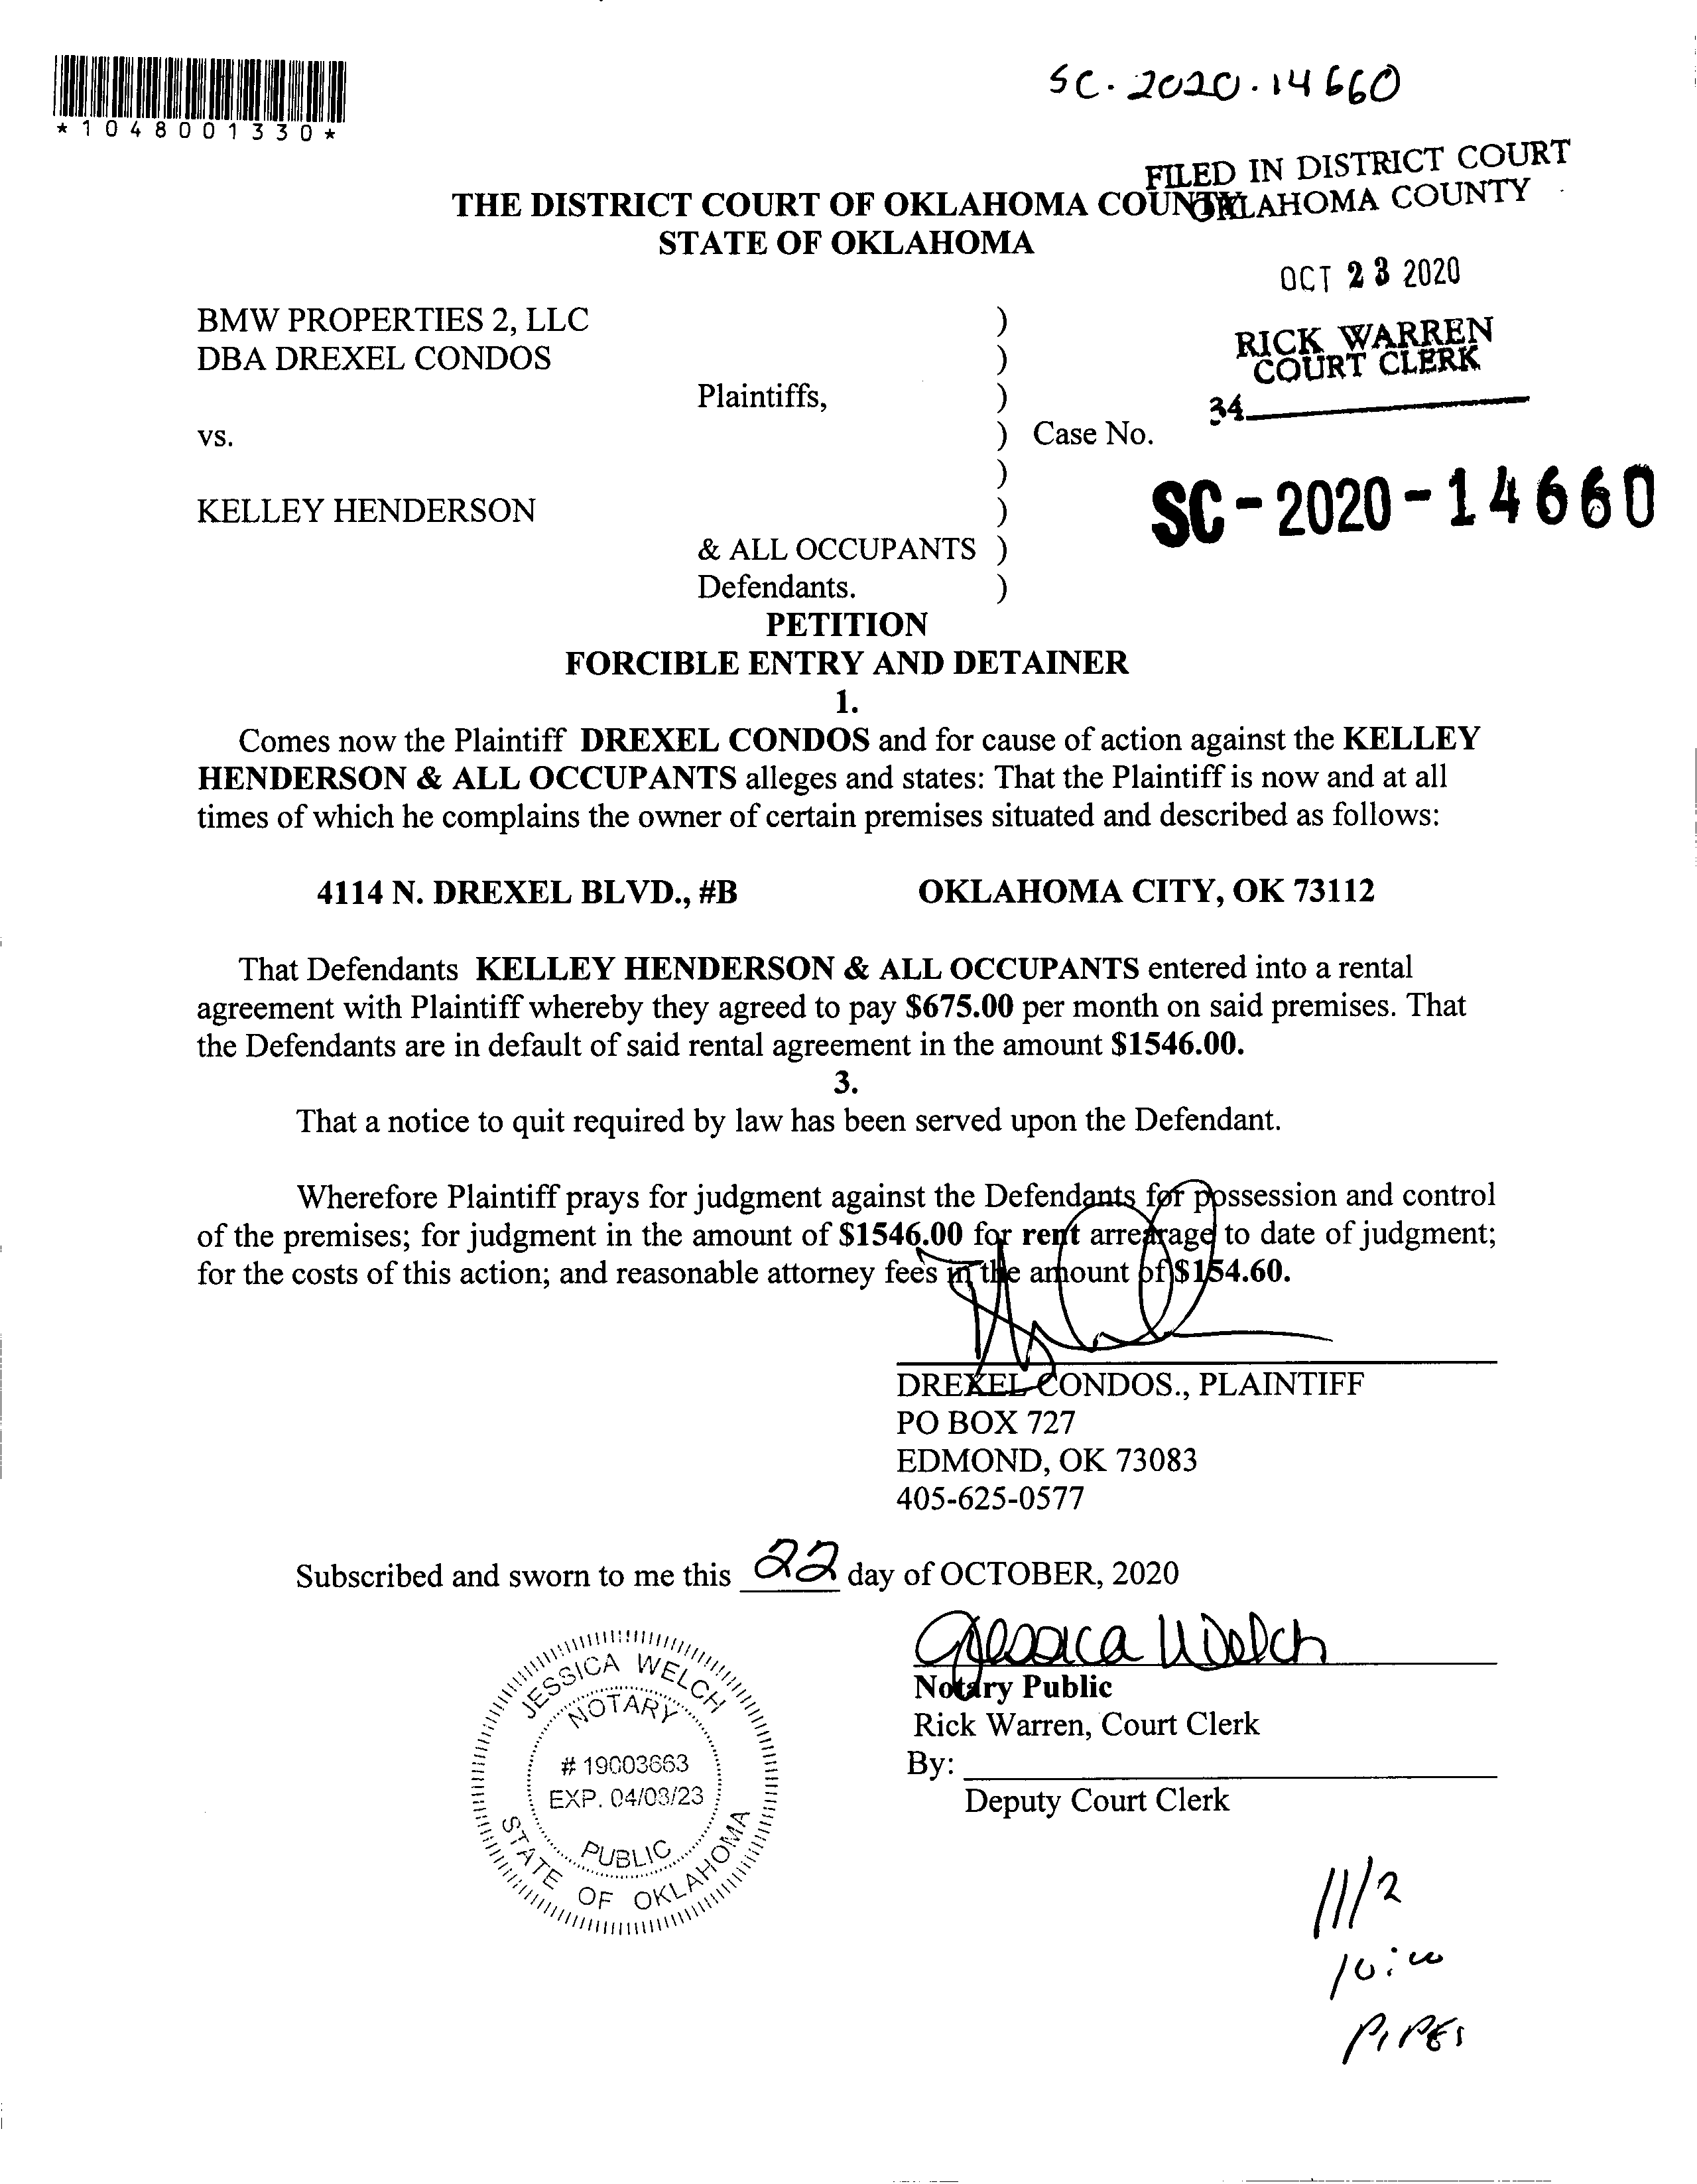 SC-2020-14660
*1048001330*
FILED IN DISTRICT COURT
OKLAHOMA COUNTY
THE DISTRICT COURT OF OKLAHOMA COUNTY
STATE OF OKLAHOMA
OCT 23 2020
BMW PROPERTIES 2, LLC )
DBA DREXEL CONDOS )
RICK WARREN
COURT CLERK
Plaintiffs, )
34
vs. ) Case No.
)
SC-2020-14660
KELLEY HENDERSON )
& ALL OCCUPANTS )
Defendants. )
PETITION
FORCIBLE ENTRY AND DETAINER
1.
Comes now the Plaintiff DREXEL CONDOS and for cause of action against the KELLEY
HENDERSON & ALL OCCUPANTS alleges and states: That the Plaintiff is now and at all
times of which he complains the owner of certain premises situated and described as follows:
4114 N. DREXEL BLVD., #B OKLAHOMA CITY, OK 73112
That Defendants KELLEY HENDERSON & ALL OCCUPANTS entered into a rental
agreement with Plaintiff whereby they agreed to pay $675.00 per month on said premises. That
the Defendants are in default of said rental agreement in the amount $1546.00.
3.
That a notice to quit required by law has been served upon the Defendant.
Wherefore Plaintiff prays for judgment against the Defendants for possession and control
of the premises; for judgment in the amount of $1546.00 for rent arrearage to date of judgment;
for the costs of this action; and reasonable attorney fees in the amount of $154.60.
DREXEL CONDOS., PLAINTIFF
PO BOX 727
EDMOND, OK 73083
405-625-0577
Subscribed and sworn to me this 22 day of OCTOBER, 2020
Jessica Welch
Notary Public
Rick Warren, Court Clerk
By:
Deputy Court Clerk
JESSICA WELCH
NOTARY
# 19003663
EXP. 04/03/23
PUBLIC
STATE OF OKLAHOMA
11/2
10:00
PIPES